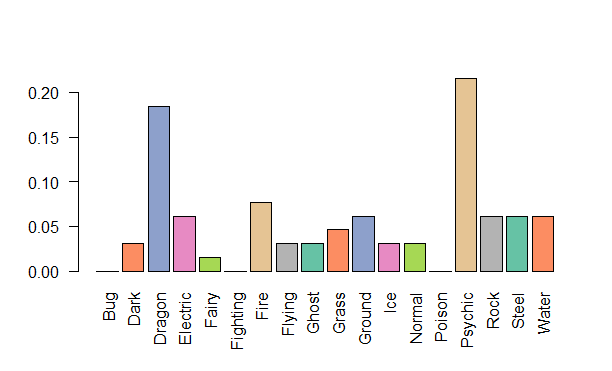 0.20
0.15
0.10
0.05
0.00
Bug
Dark
Dragon
Electric
Fairy
Fighting
Fire
Flying
Ghost
Grass
Ground
Ice
Normal
Poison
Psychic
Rock
Steel
Water